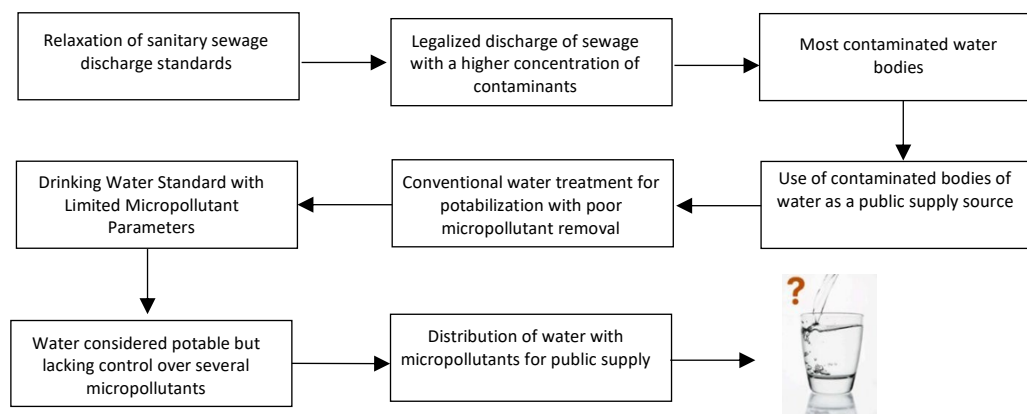 Relaxation of sanitary sewage
discharge standards
Legalized discharge of sewage
with a higher concentration of
contaminants
Most contaminated water
bodies
Use of contaminated bodies of
water as a public supply source
Conventional water treatment for
potabilization with poor
micropollutant removal
Drinking Water Standard with
Limited Micropollutant
Parameters
Water considered potable but
lacking control over several
micropollutants
Distribution of water with
micropollutants for public supply
?